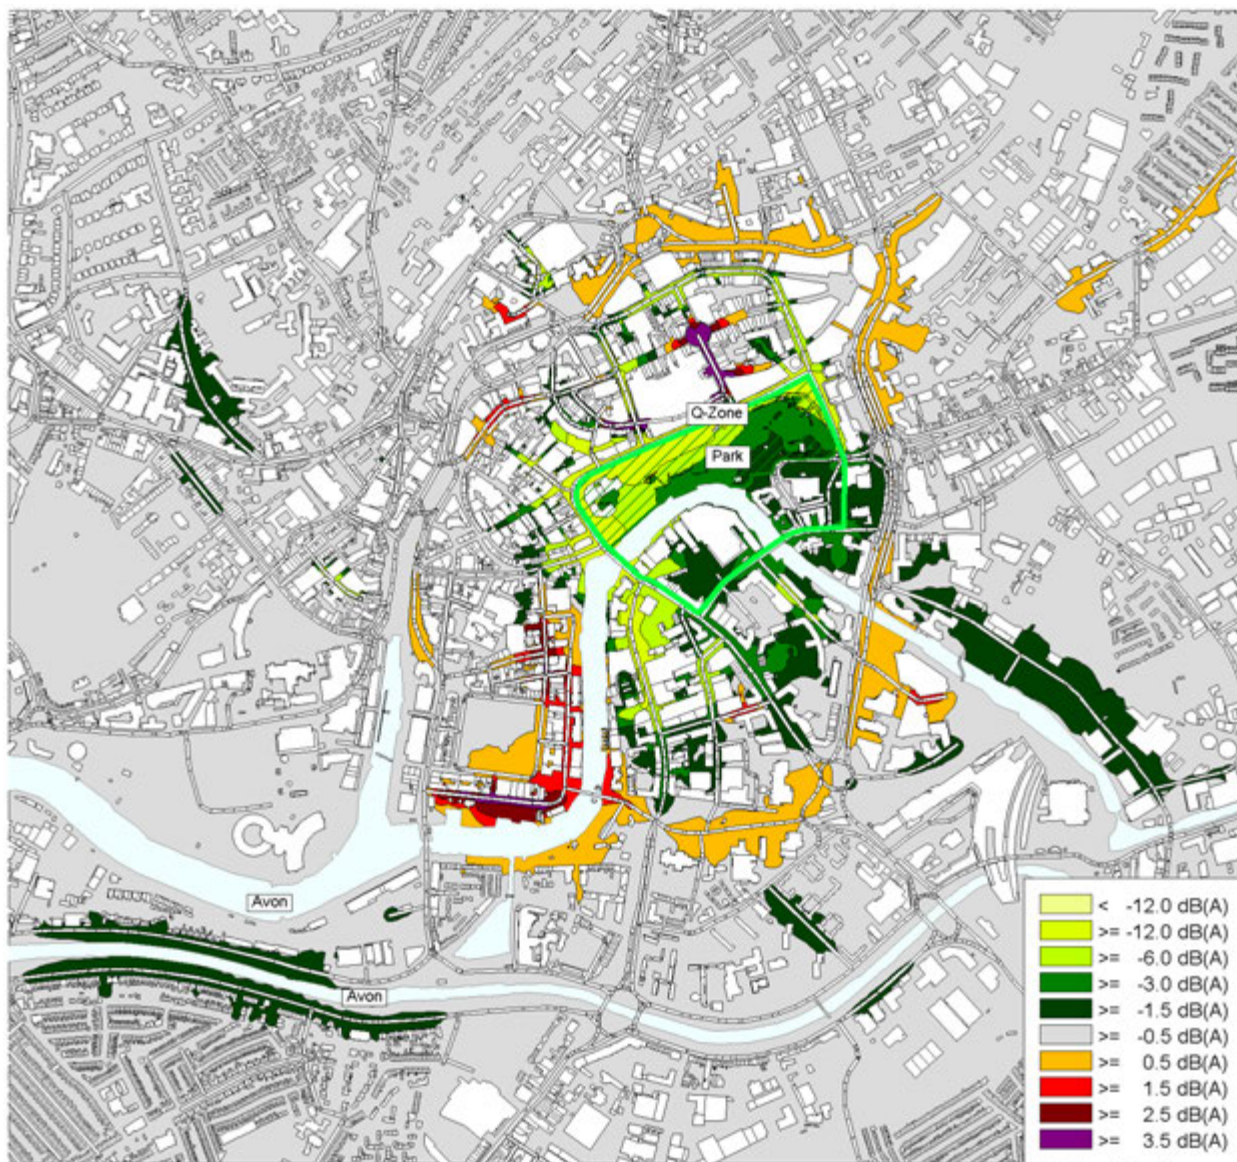 Q-Zone
Park
Avon
Avon
< -12.0 dB(A)
>= -12.0 dB(A)
>= -6.0 dB(A)
>= -3.0 dB(A)
>= -1.5 dB(A)
>= -0.5 dB(A)
>= 0.5 dB(A)
>= 1.5 dB(A)
>= 2.5 dB(A)
>= 3.5 dB(A)